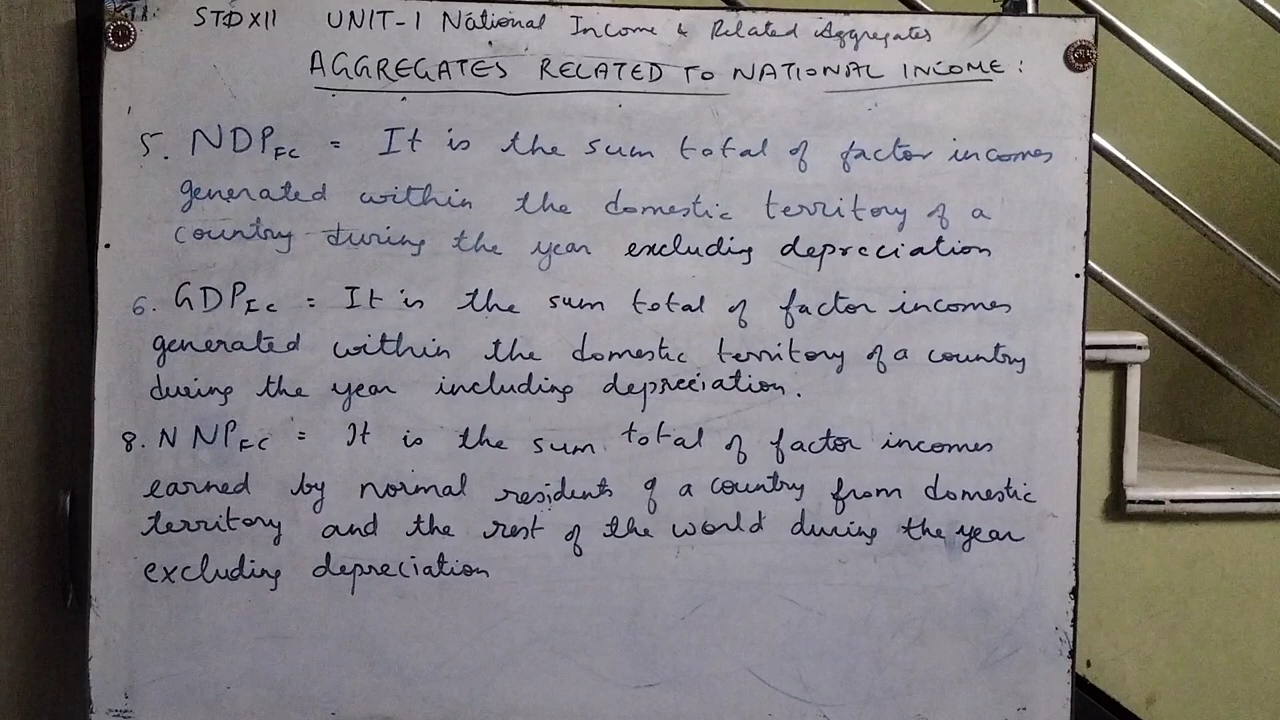 STD XII UNIT-1 National Income & Related Aggregates
AGGREGATES RELATED TO NATIONAL INCOME:
5. NDPFC = It is the sum total of factor incomes
generated within the domestic territory of a
country during the year excluding depreciation
6. GDPFC = It is the sum total of factor incomes
generated within the domestic territory of a country
during the year including depreciation.
8. NNPFC = It is the sum total of factor incomes
earned by normal residents of a country from domestic
territory and the rest of the world during the year
excluding depreciation